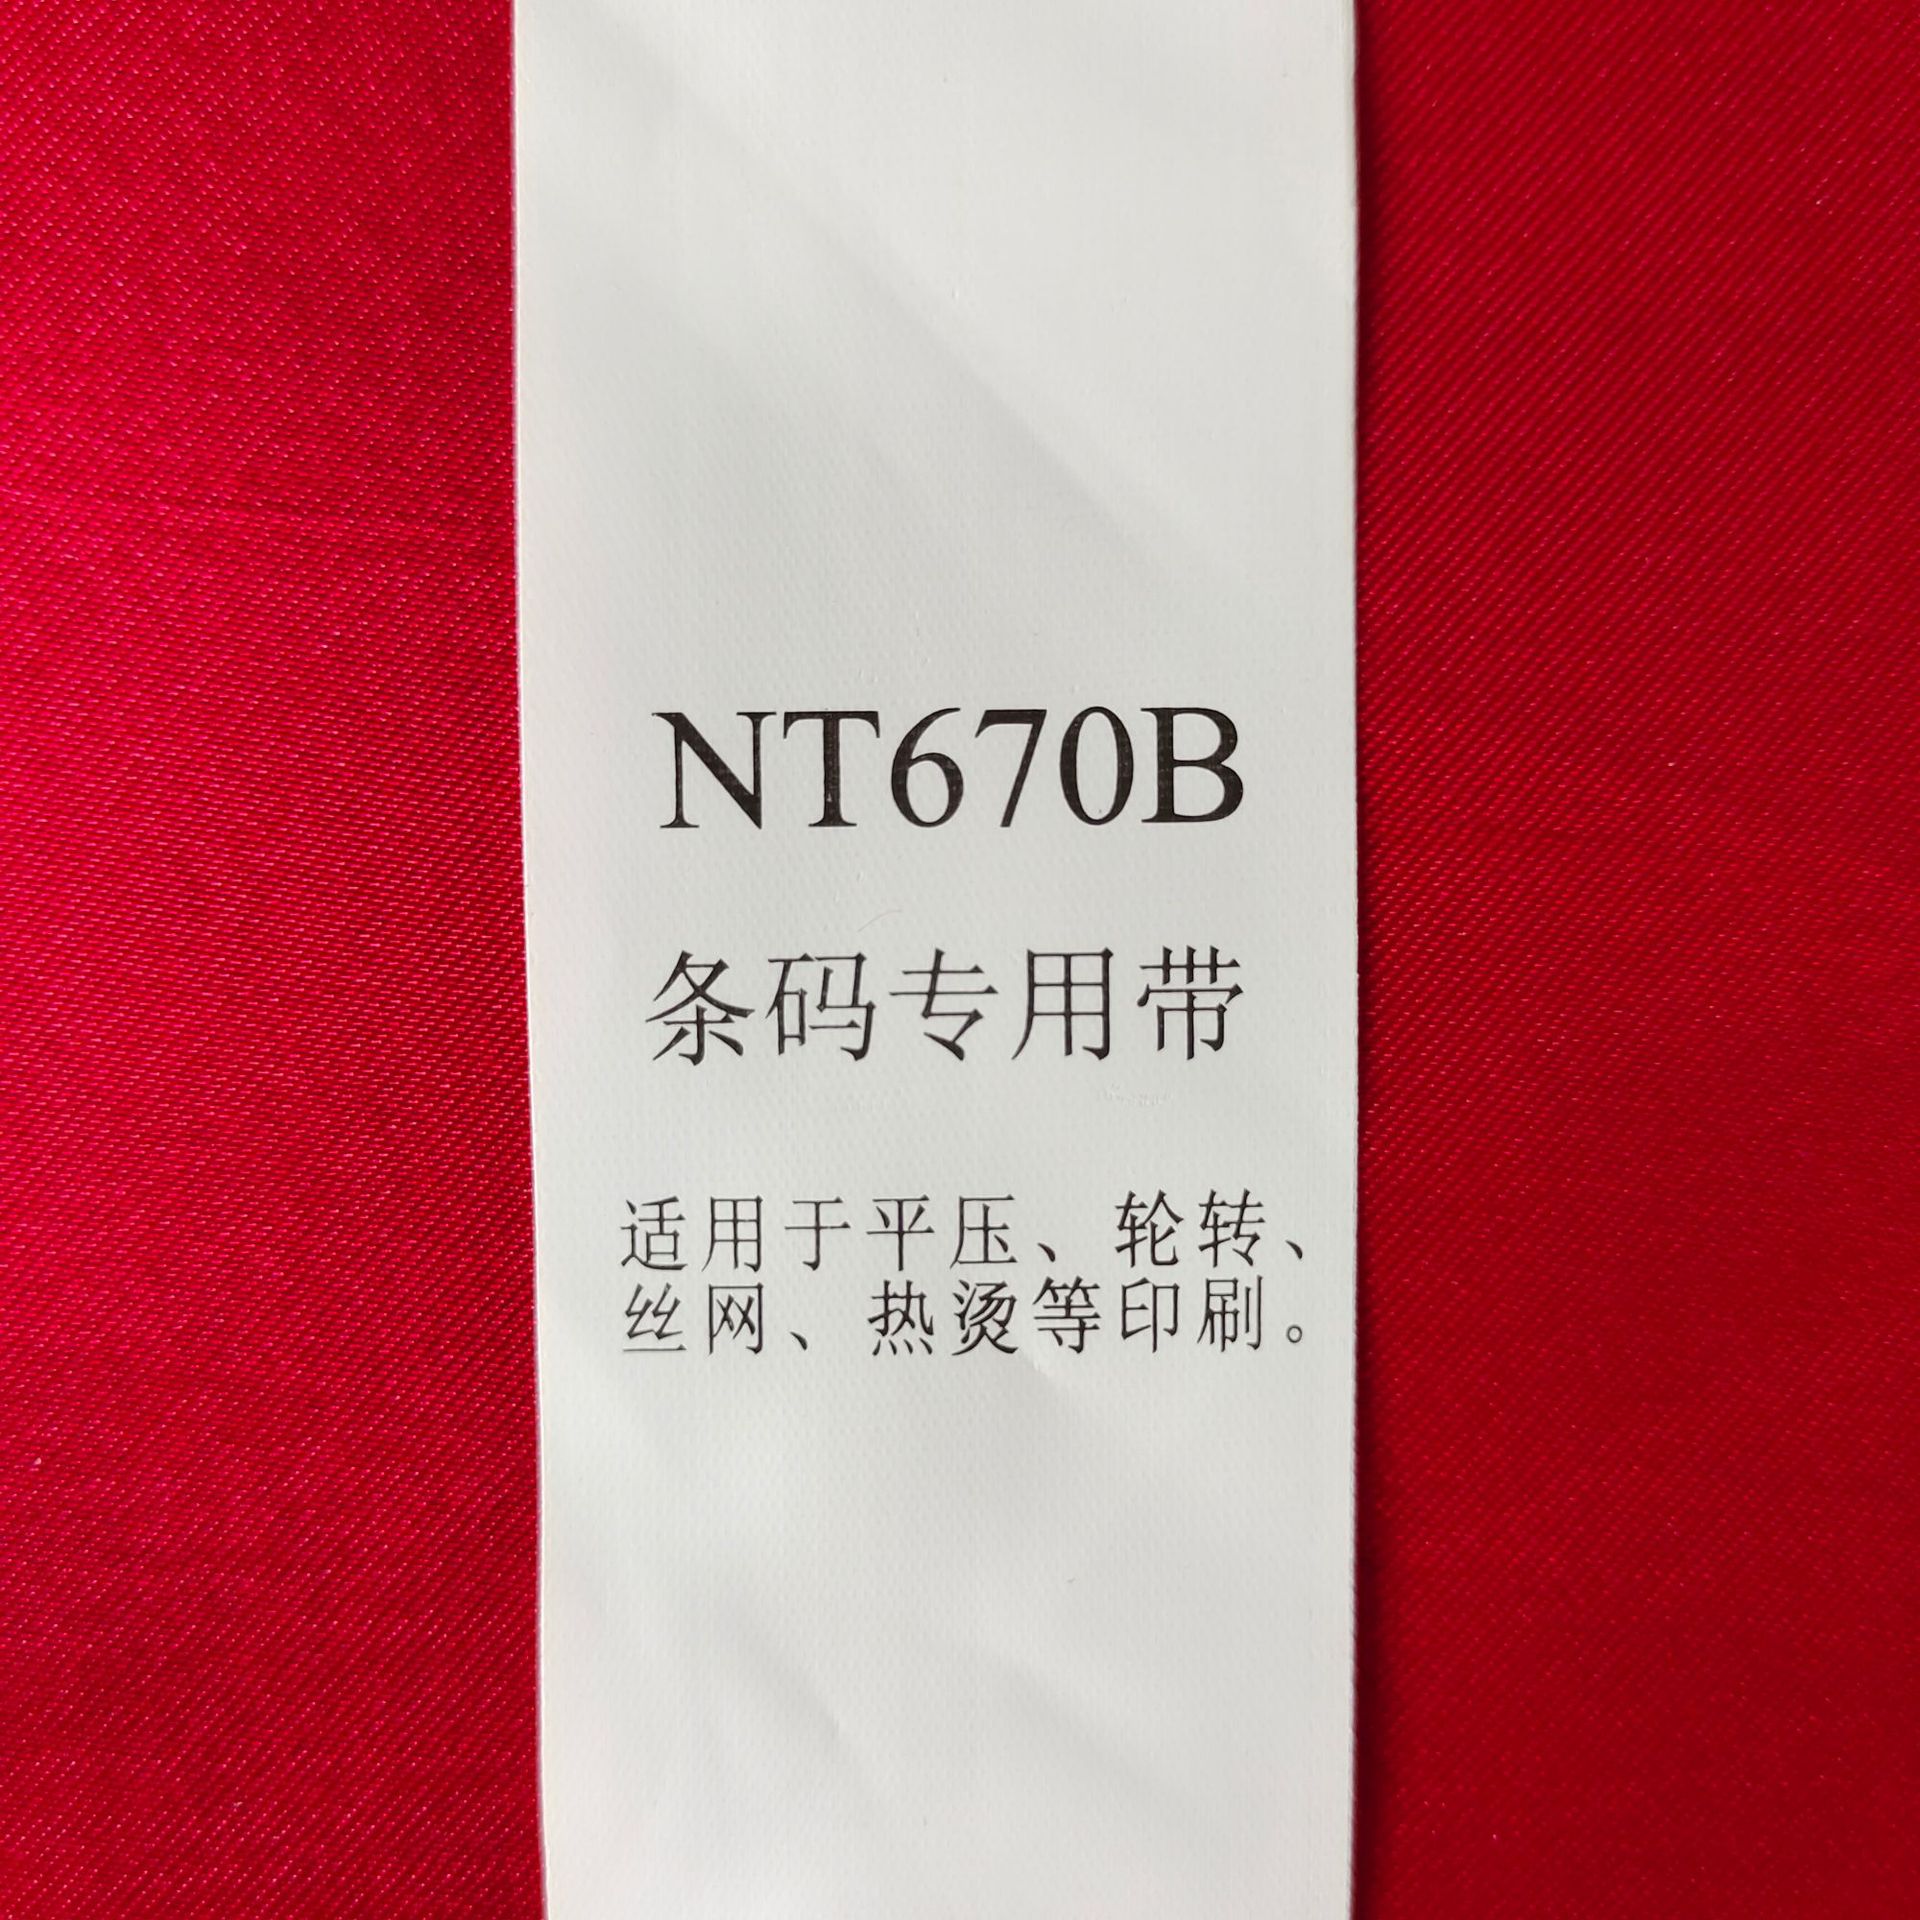 NT670B
条码专用带
适用于平压、轮转、
丝网、热烫等印刷。